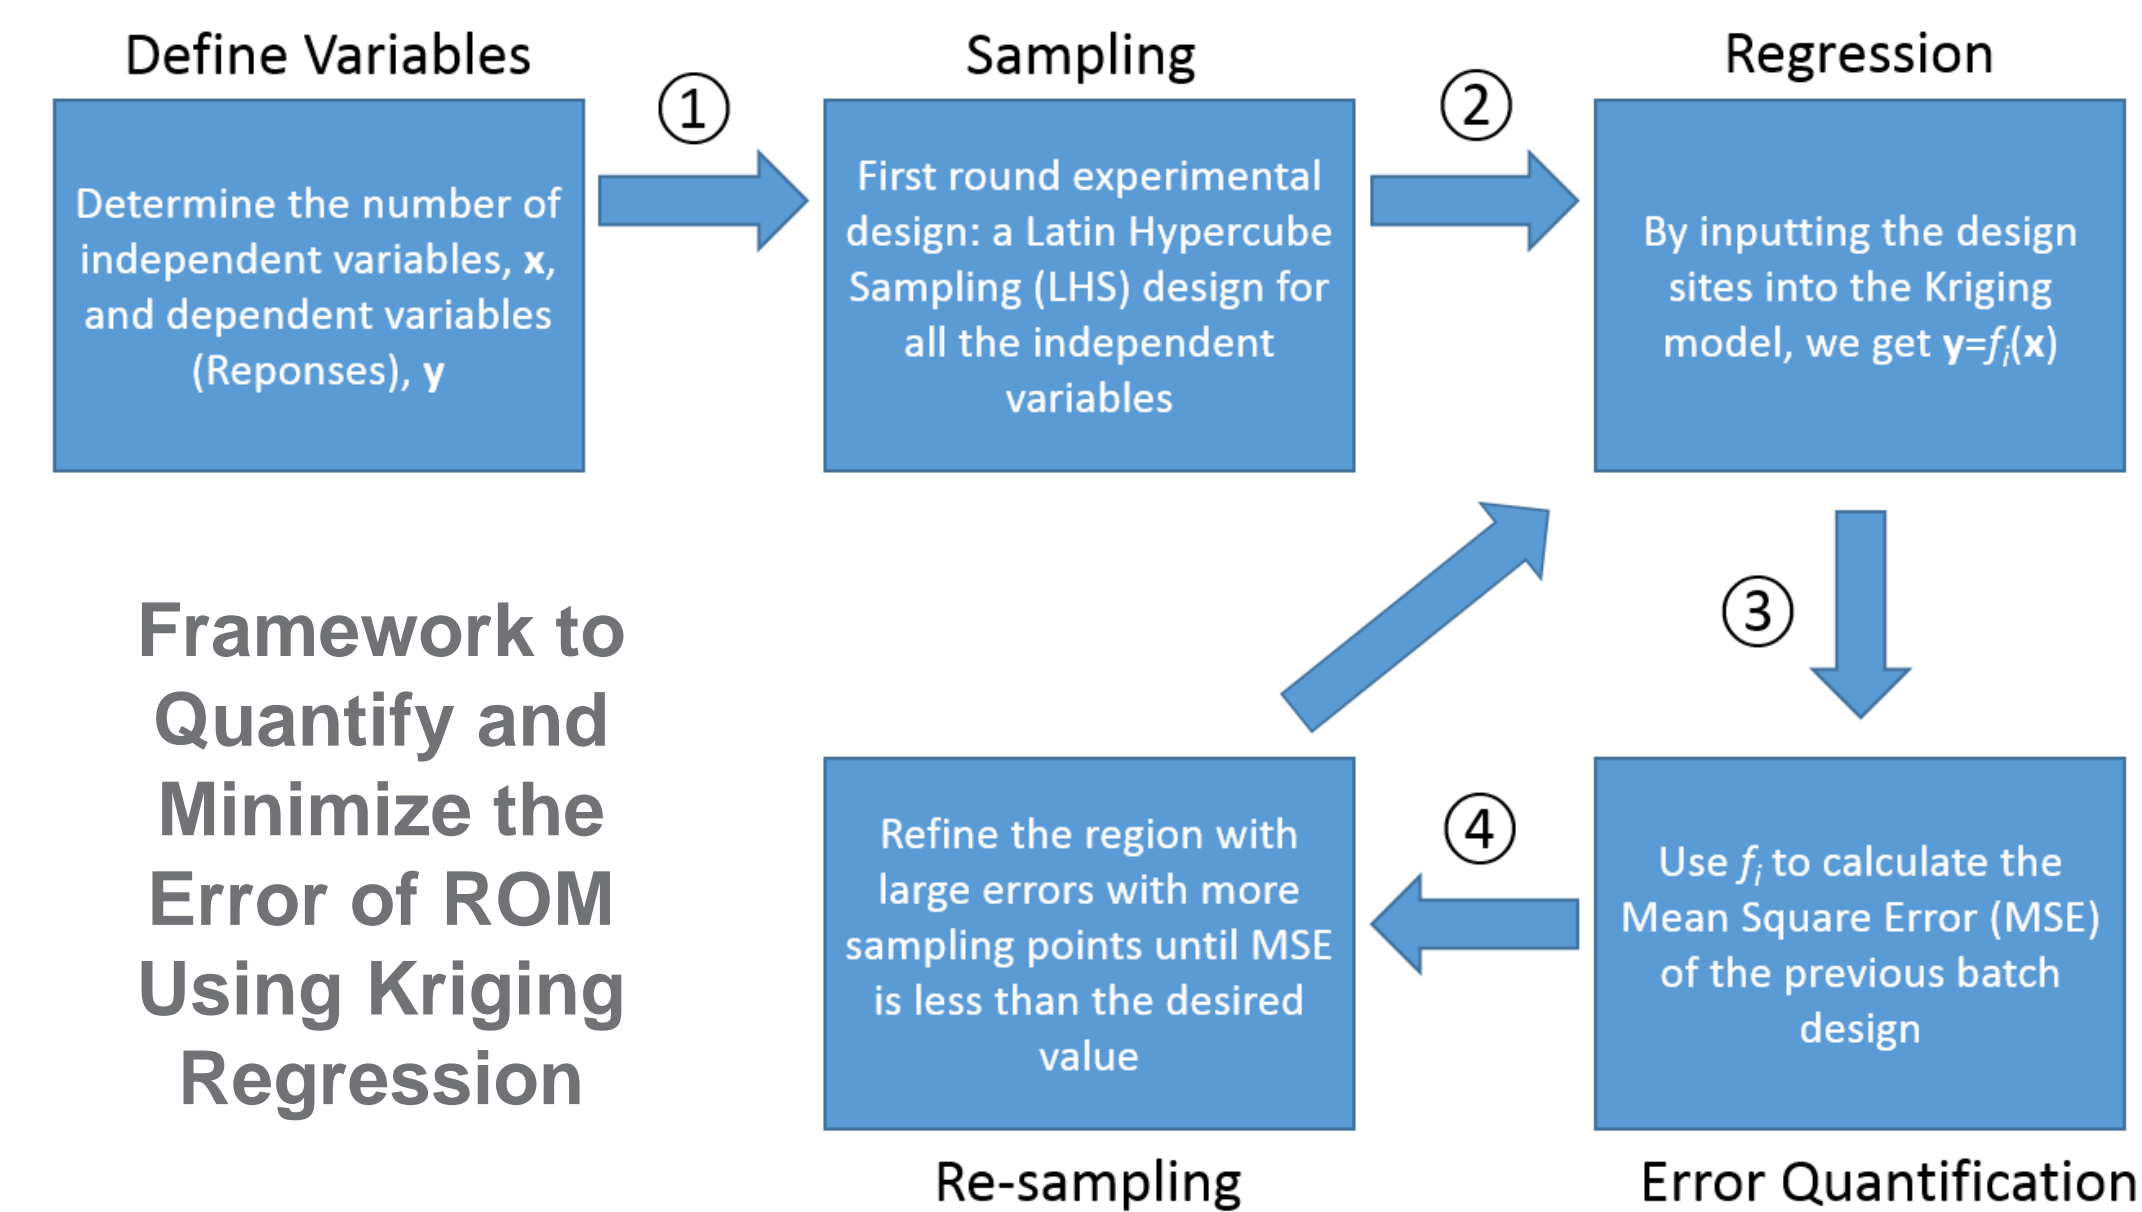 Define Variables
Determine the number of
independent variables, x,
and dependent variables
(Reponses), y
①
Sampling
First round experimental
design: a Latin Hypercube
Sampling (LHS) design for
all the independent
variables
②
Regression
By inputting the design
sites into the Kriging
model, we get y=fᵢ(x)
③
Use fᵢ to calculate the
Mean Square Error (MSE)
of the previous batch
design
Error Quantification
④
Refine the region with
large errors with more
sampling points until MSE
is less than the desired
value
Re-sampling
Framework to
Quantify and
Minimize the
Error of ROM
Using Kriging
Regression